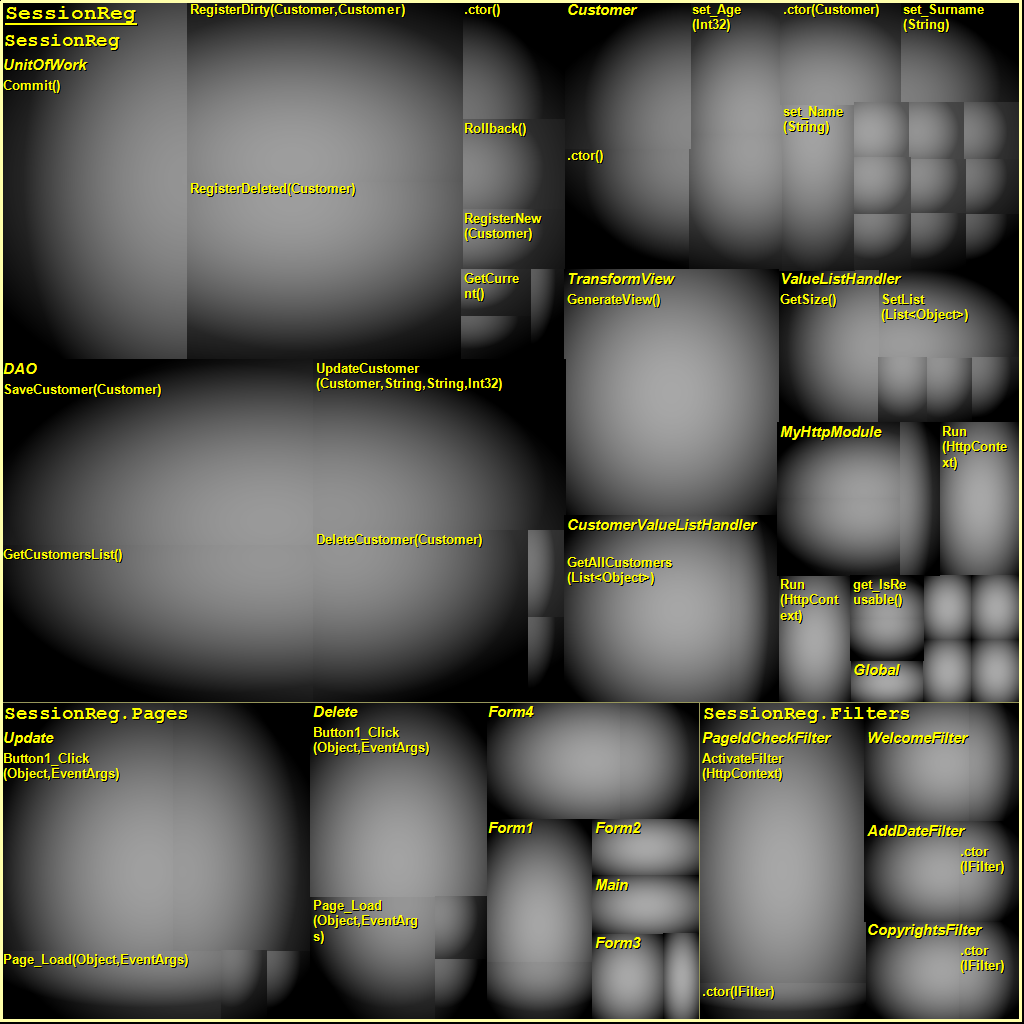 SessionReg
SessionReg
UnitOfWork
Commit()
RegisterDirty(Customer,Customer)
RegisterDeleted(Customer)
.ctor()
Rollback()
RegisterNew
(Customer)
GetCurre
nt()
Customer
.ctor()
set_Age
(Int32)
.ctor(Customer)
set_Surname
(String)
set_Name
(String)
TransformView
GenerateView()
ValueListHandler
GetSize()
SetList
(List<Object>)
DAO
SaveCustomer(Customer)
GetCustomersList()
UpdateCustomer
(Customer,String,String,Int32)
DeleteCustomer(Customer)
CustomerValueListHandler
GetAllCustomers
(List<Object>)
MyHttpModule
Run
(HttpConte
xt)
Run
(HttpCont
ext)
get_IsRe
usable()
Global
SessionReg.Pages
Update
Button1_Click
(Object,EventArgs)
Page_Load(Object,EventArgs)
Delete
Button1_Click
(Object,EventArgs)
Page_Load
(Object,EventArg
s)
Form4
Form1
Form2
Main
Form3
SessionReg.Filters
PageIdCheckFilter
ActivateFilter
(HttpContext)
.ctor(IFilter)
WelcomeFilter
AddDateFilter
.ctor
(IFilter)
CopyrightsFilter
.ctor
(IFilter)